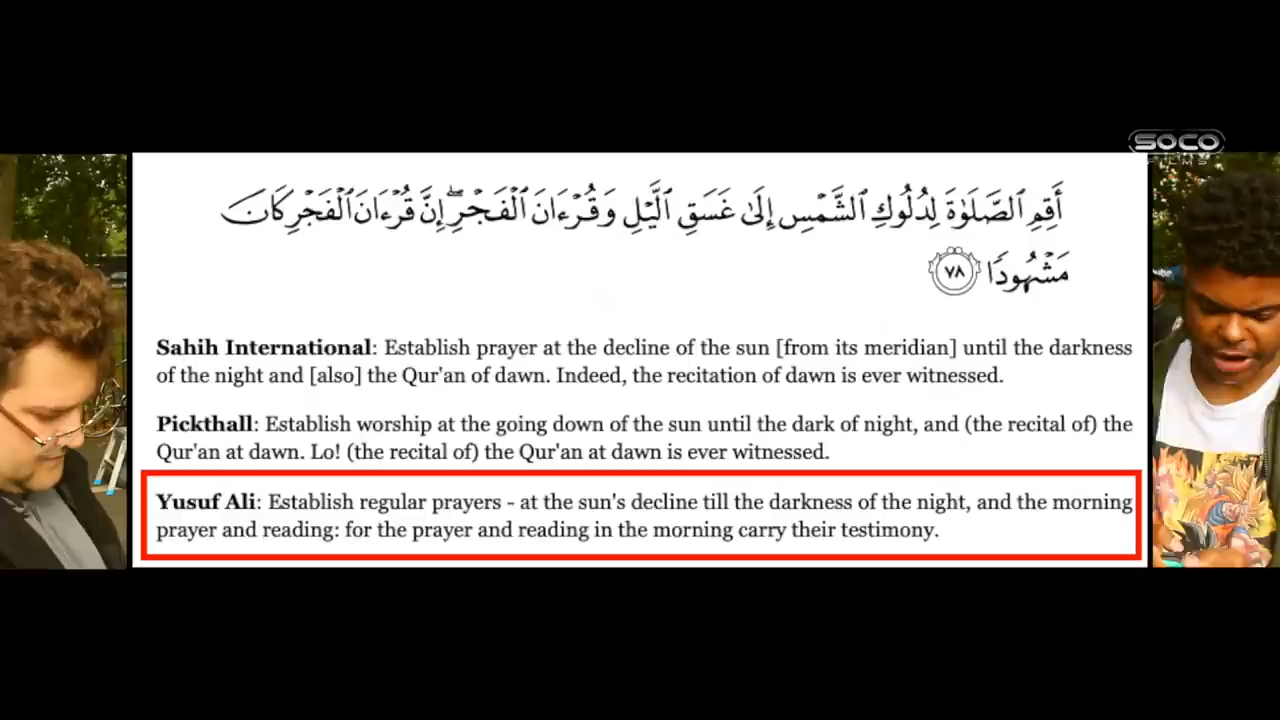 SOCO
FILMS
أَقِمِ ٱلصَّلَوٰةَ لِدُلُوكِ ٱلشَّمْسِ إِلَىٰ غَسَقِ ٱلَّيْلِ وَقُرْءَانَ ٱلْفَجْرِ ۖ إِنَّ قُرْءَانَ ٱلْفَجْرِ كَانَ
مَشْهُودًا ٧٨
Sahih International: Establish prayer at the decline of the sun [from its meridian] until the darkness
of the night and [also] the Qur'an of dawn. Indeed, the recitation of dawn is ever witnessed.
Pickthall: Establish worship at the going down of the sun until the dark of night, and (the recital of) the
Qur'an at dawn. Lo! (the recital of) the Qur'an at dawn is ever witnessed.
Yusuf Ali: Establish regular prayers - at the sun's decline till the darkness of the night, and the morning
prayer and reading: for the prayer and reading in the morning carry their testimony.